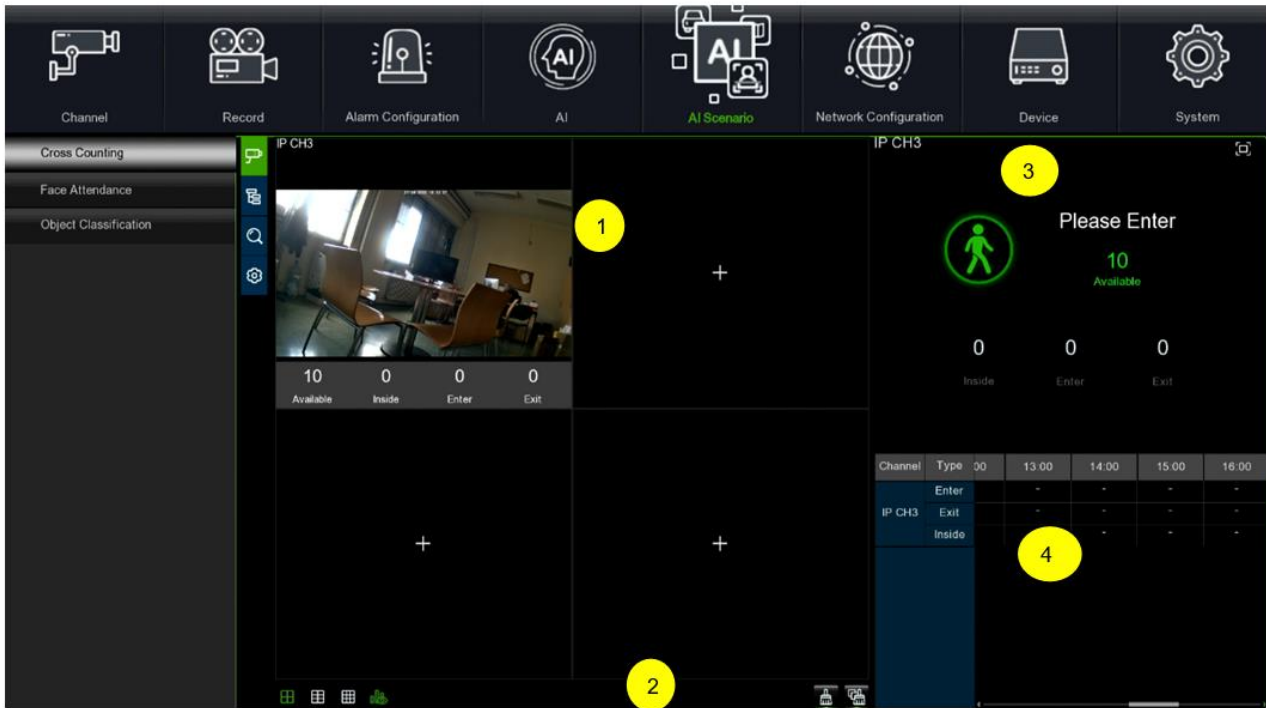 Channel
Record
Alarm Configuration
AI
AI
AI Scenario
Network Configuration
Device
System
Cross Counting
Face Attendance
Object Classification
IP CH3
1
10 0 0 0
Available Inside Enter Exit
2
IP CH3
3
Please Enter
10
Available
0 0 0
Inside Enter Exit
Channel Type 00 13:00 14:00 15:00 16:00
Enter - - - -
IP CH3 Exit - - - -
Inside - - -
4